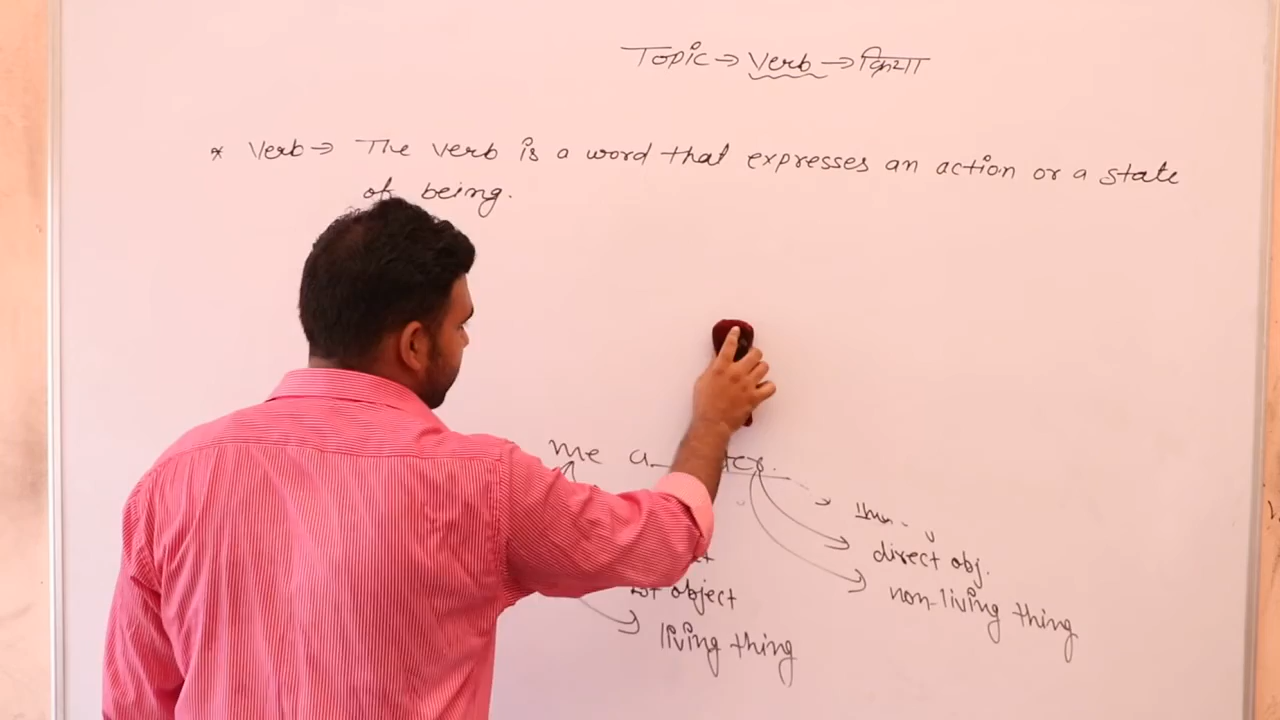 Topic → Verb → क्रिया
* Verb → The verb is a word that expresses an action or a state
of being.
me a
direct obj.
non-living thing
object
living thing